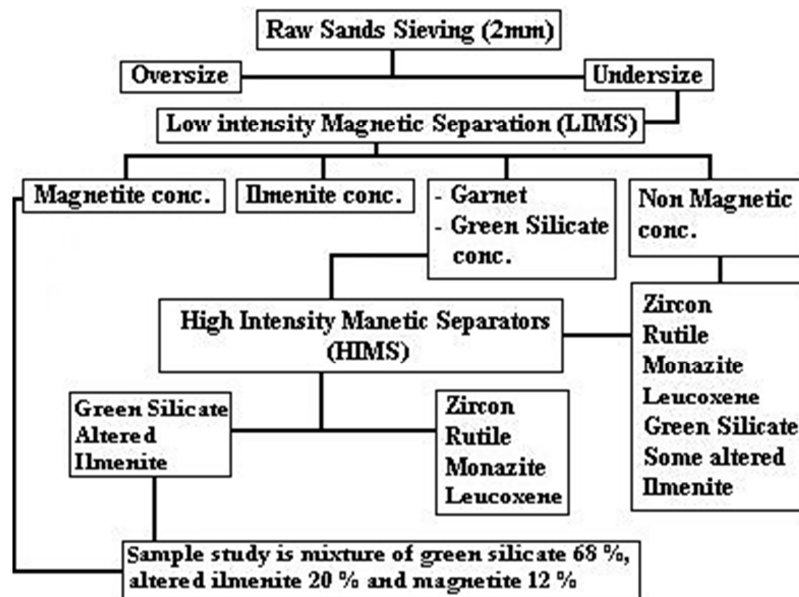 Raw Sands Sieving (2mm)
Oversize
Undersize
Low intensity Magnetic Separation (LIMS)
Magnetite conc.
Ilmenite conc.
- Garnet
- Green Silicate
conc.
Non Magnetic
conc.
High Intensity Manetic Separators
(HIMS)
Zircon
Rutile
Monazite
Leucoxene
Green Silicate
Some altered
Ilmenite
Green Silicate
Altered
Ilmenite
Zircon
Rutile
Monazite
Leucoxene
Sample study is mixture of green silicate 68 %,
altered ilmenite 20 % and magnetite 12 %